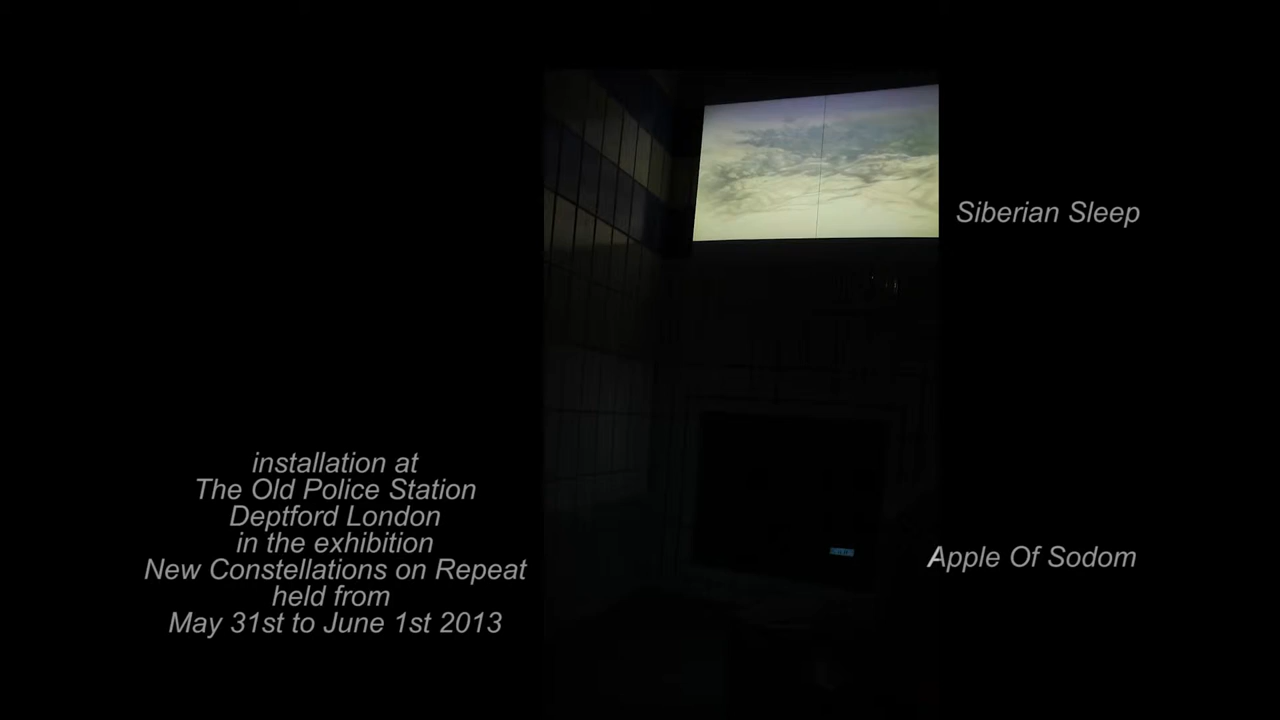 Siberian Sleep
installation at
The Old Police Station
Deptford London
in the exhibition
New Constellations on Repeat
held from
May 31st to June 1st 2013
Apple Of Sodom